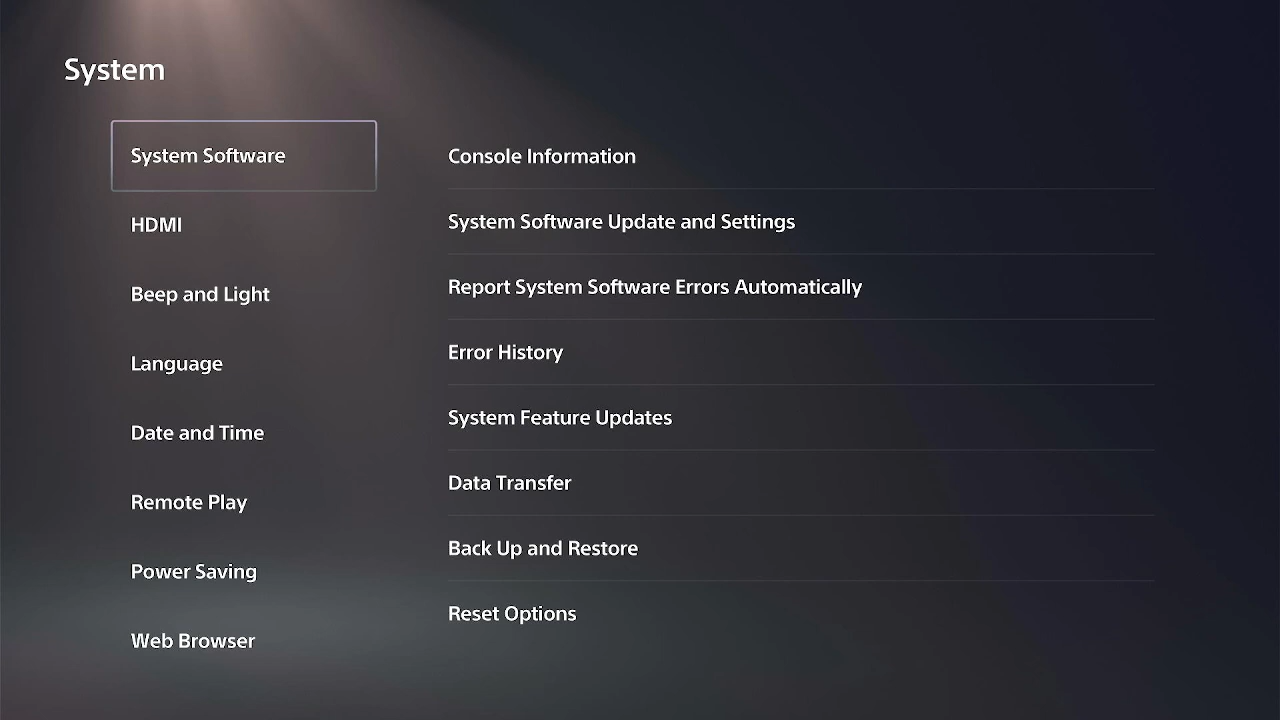 System
System Software
HDMI
Beep and Light
Language
Date and Time
Remote Play
Power Saving
Web Browser
Console Information
System Software Update and Settings
Report System Software Errors Automatically
Error History
System Feature Updates
Data Transfer
Back Up and Restore
Reset Options